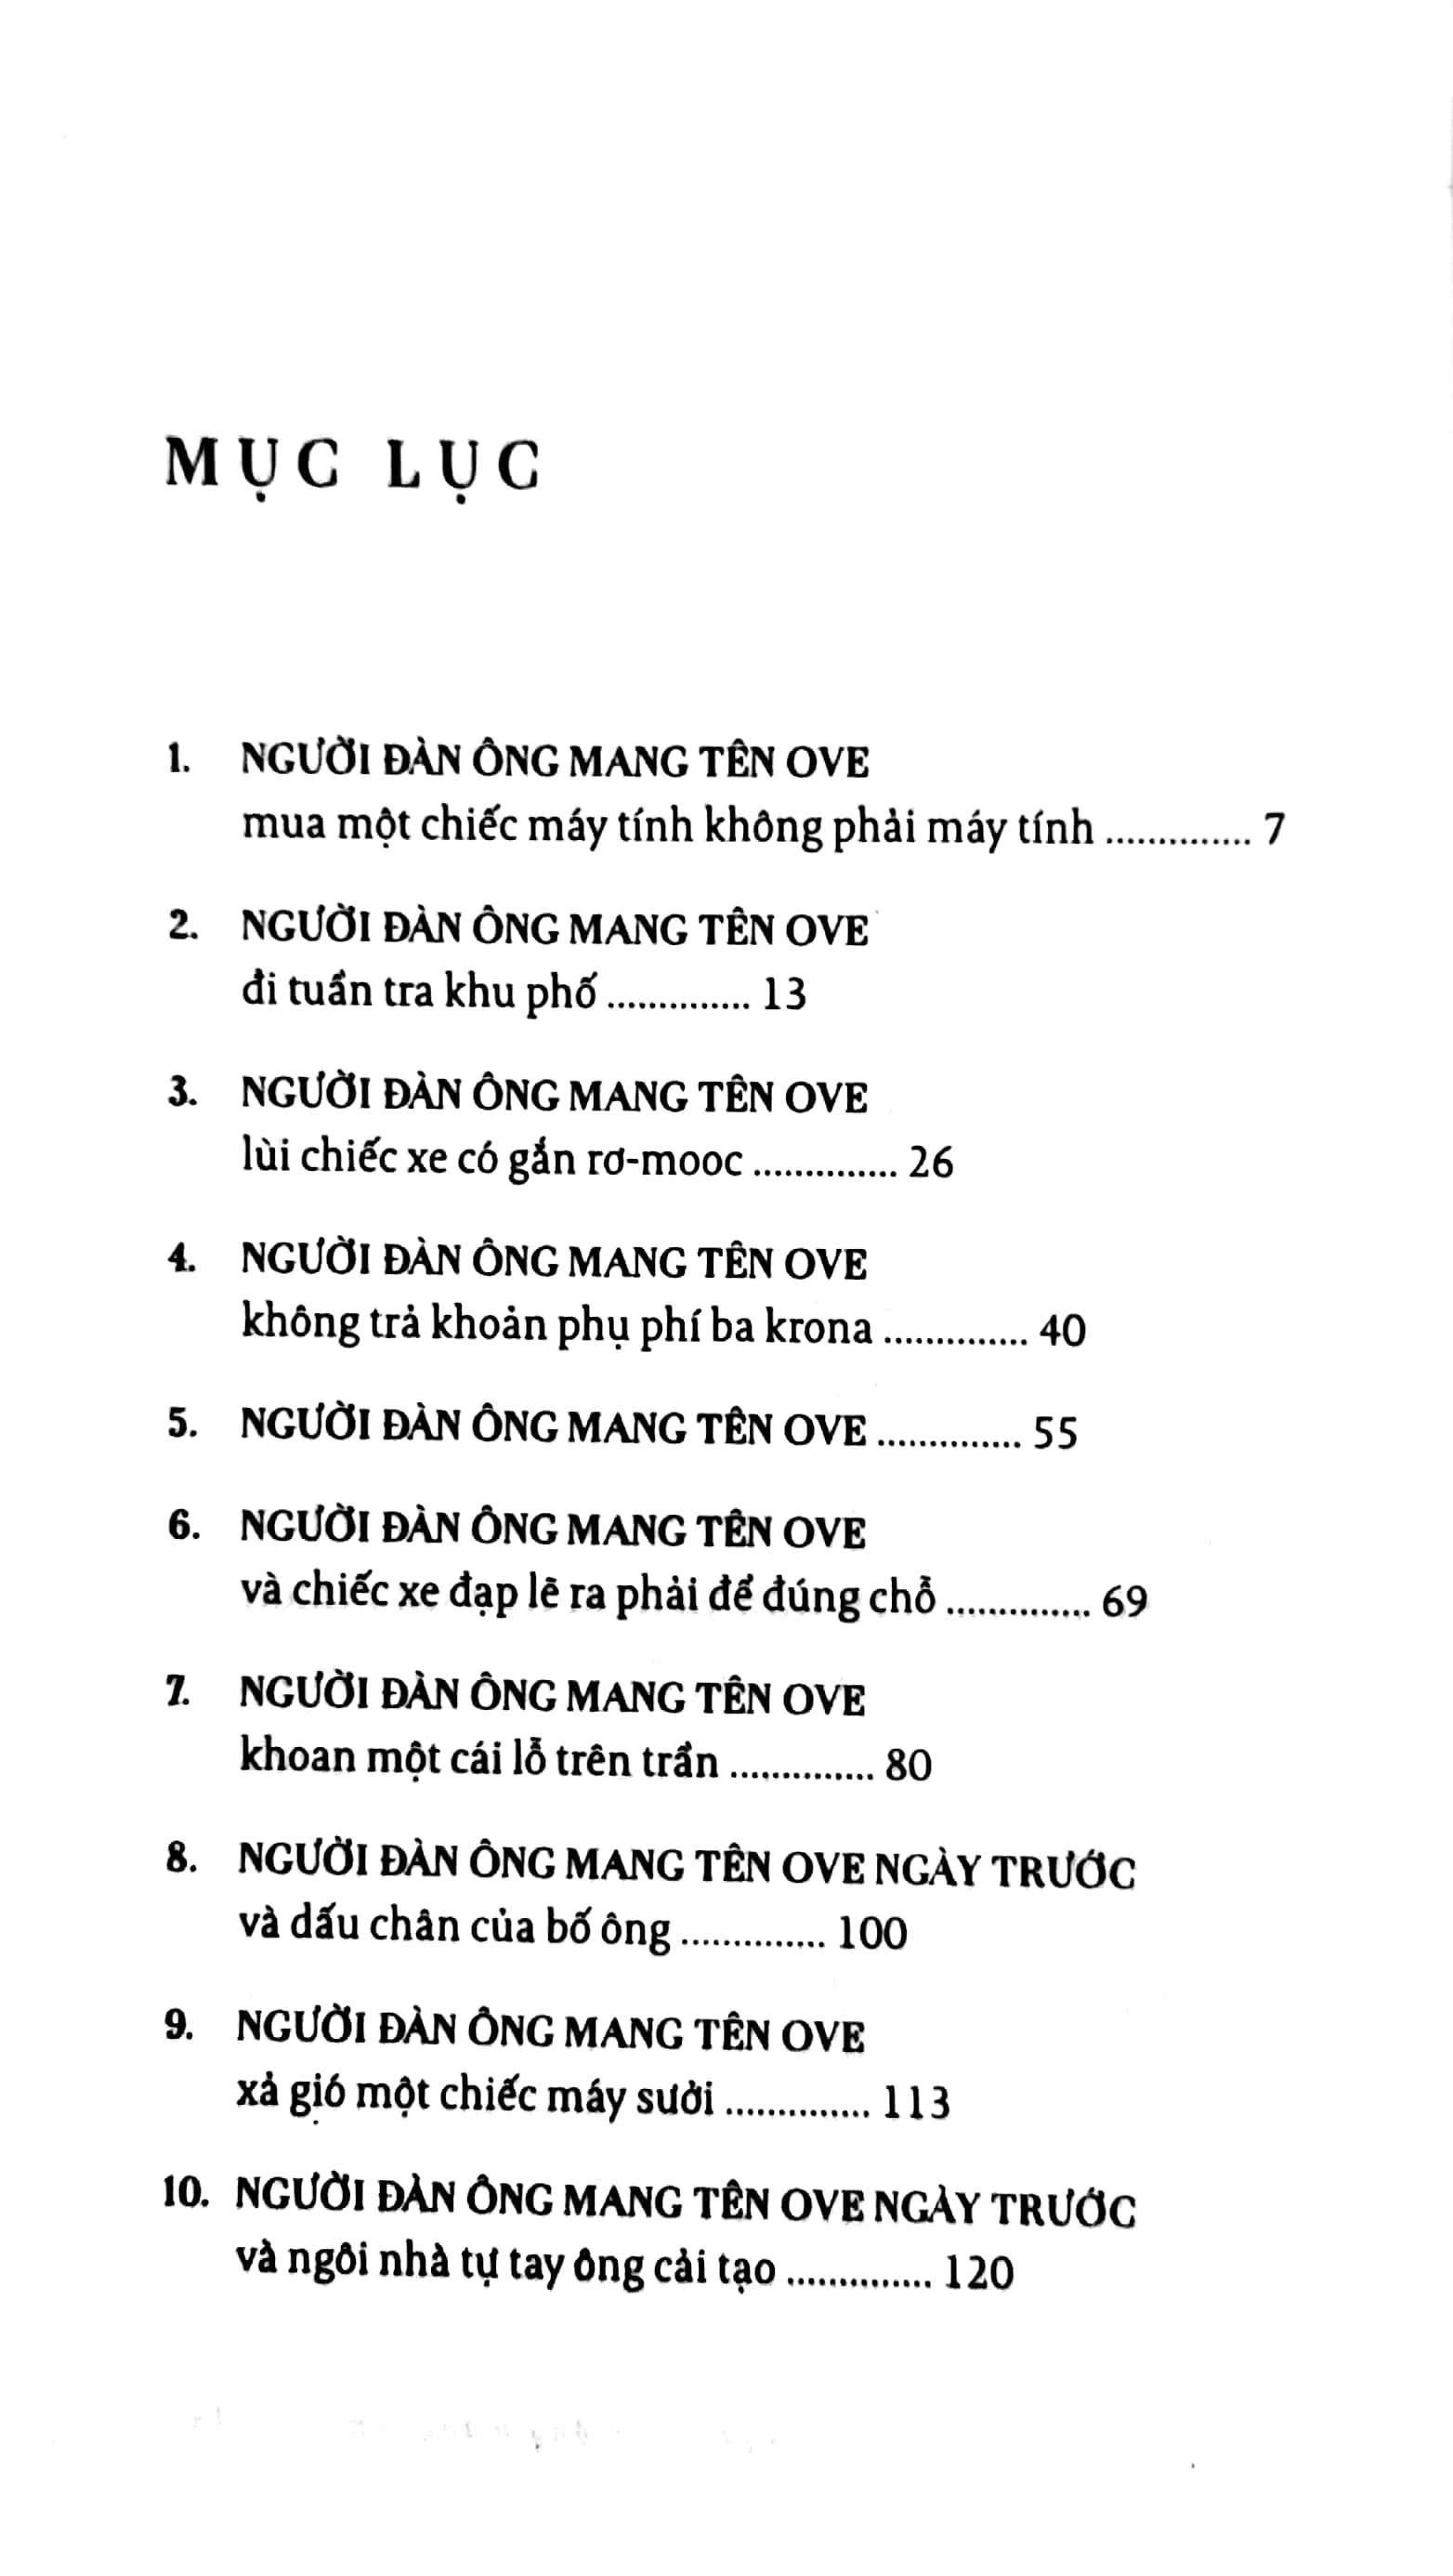 MỤC LỤC
1. NGƯỜI ĐÀN ÔNG MANG TÊN OVE
mua một chiếc máy tính không phải máy tính .............. 7
2. NGƯỜI ĐÀN ÔNG MANG TÊN OVE
đi tuần tra khu phố .............. 13
3. NGƯỜI ĐÀN ÔNG MANG TÊN OVE
lùi chiếc xe có gắn rơ-mooc .............. 26
4. NGƯỜI ĐÀN ÔNG MANG TÊN OVE
không trả khoản phụ phí ba krona .............. 40
5. NGƯỜI ĐÀN ÔNG MANG TÊN OVE .............. 55
6. NGƯỜI ĐÀN ÔNG MANG TÊN OVE
và chiếc xe đạp lẽ ra phải để đúng chỗ .............. 69
7. NGƯỜI ĐÀN ÔNG MANG TÊN OVE
khoan một cái lỗ trên trần .............. 80
8. NGƯỜI ĐÀN ÔNG MANG TÊN OVE NGÀY TRƯỚC
và dấu chân của bố ông .............. 100
9. NGƯỜI ĐÀN ÔNG MANG TÊN OVE
xả gió một chiếc máy sưởi .............. 113
10. NGƯỜI ĐÀN ÔNG MANG TÊN OVE NGÀY TRƯỚC
và ngôi nhà tự tay ông cải tạo .............. 120